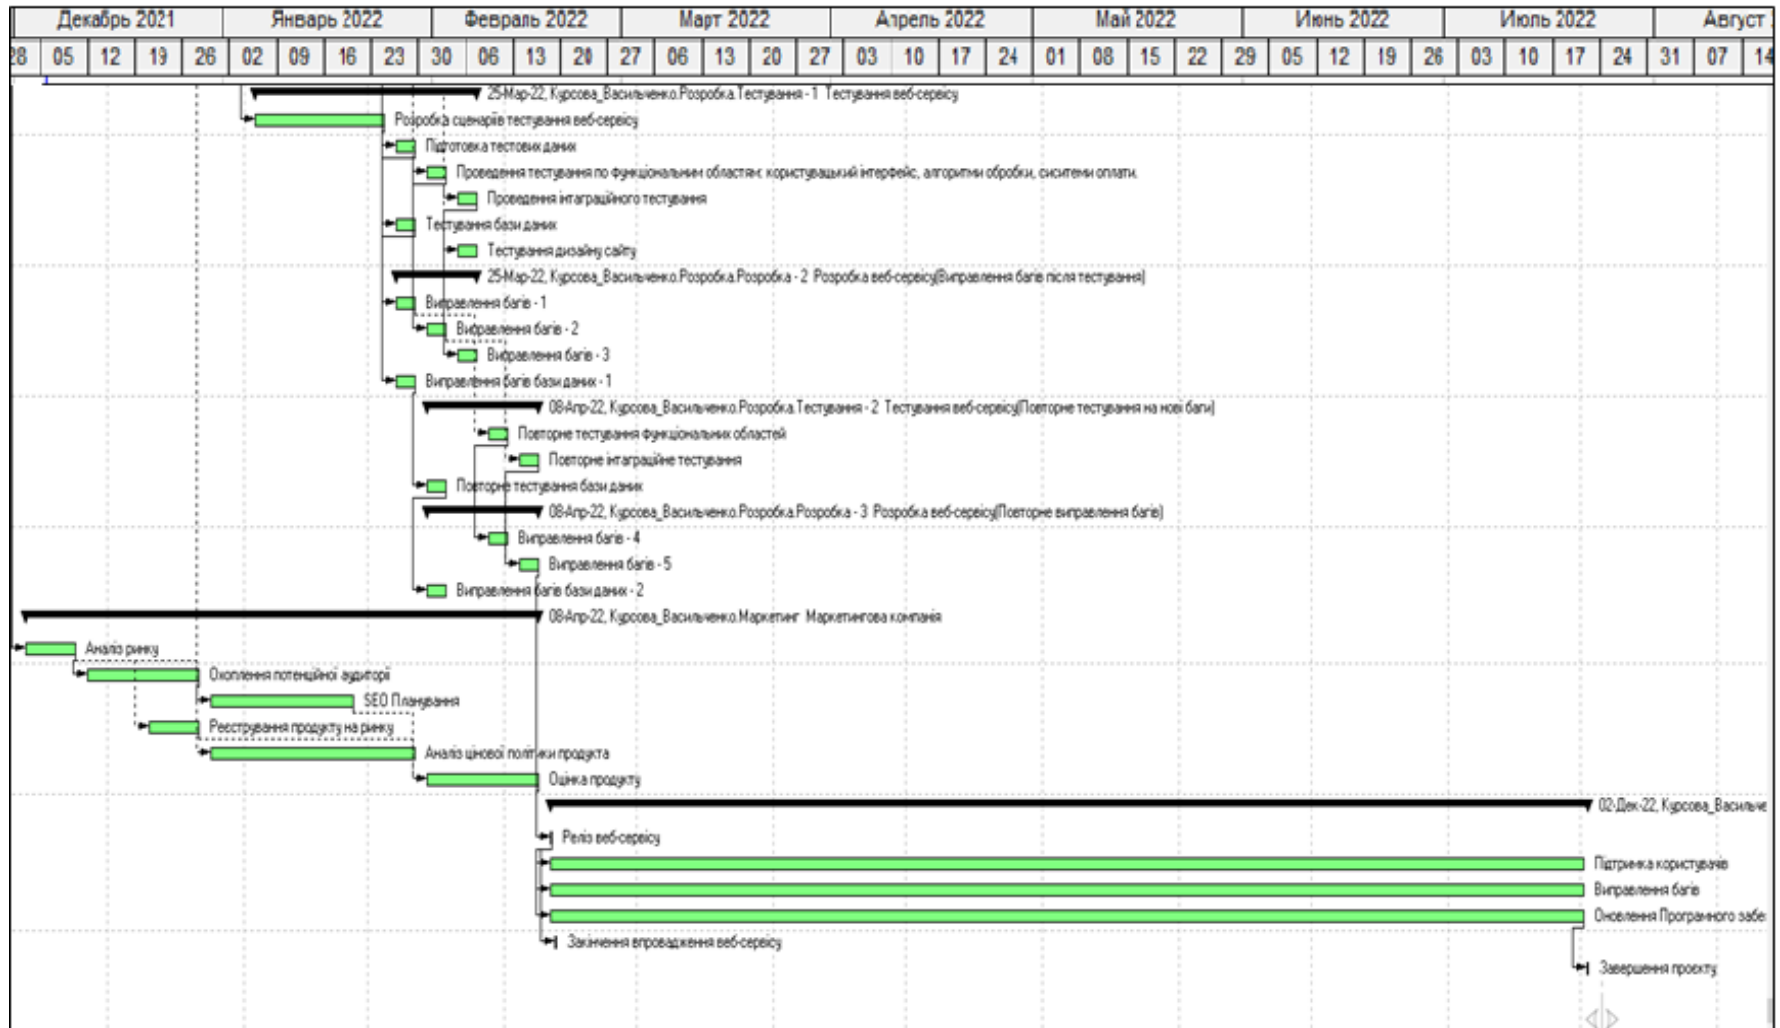 Декабрь 2021 Январь 2022 Февраль 2022 Март 2022 Апрель 2022 Май 2022 Июнь 2022 Июль 2022 Август
28 05 12 19 26 02 09 16 23 30 06 13 20 27 06 13 20 27 03 10 17 24 01 08 15 22 29 05 12 19 26 03 10 17 24 31 07 14
25-Мар-22, Курсова_Васильченко.Розробка.Тестування - 1 Тестування веб-сервісу
Розробка сценаріїв тестування веб-сервісу
Підготовка тестових даних
Проведення тестування по функціональним областям: користувацький інтерфейс, алгоритми обробки, сиситеми оплати.
Проведення інтаграційного тестування
Тестування бази даних
Тестування дизайну сайту
25-Мар-22, Курсова_Васильченко.Розробка.Розробка - 2 Розробка веб-сервісу(Виправлення багів після тестування)
Виправлення багів - 1
Виправлення багів - 2
Виправлення багів - 3
Виправлення багів бази даних - 1
08-Апр-22, Курсова_Васильченко.Розробка.Тестування - 2 Тестування веб-сервісу(Повторне тестування на нові баги)
Повторне тестування функціональних областей
Повторне інтаграційне тестування
Повторне тестування бази даних
08-Апр-22, Курсова_Васильченко.Розробка.Розробка - 3 Розробка веб-сервісу(Повторне виправлення багів)
Виправлення багів - 4
Виправлення багів - 5
Виправлення багів бази даних - 2
08-Апр-22, Курсова_Васильченко.Маркетинг Маркетингова компанія
Аналіз ринку
Охоплення потенційної аудиторії
SEO Планування
Реєстрування продукту на ринку
Аналіз цінової політики продукта
Оцінка продукту
02-Дек-22, Курсова_Васильче
Реліз веб-сервісу
Підтримка користувачів
Виправлення багів
Оновлення Програмного забе
Закінчення впровадження веб-сервісу
Завершення проєкту